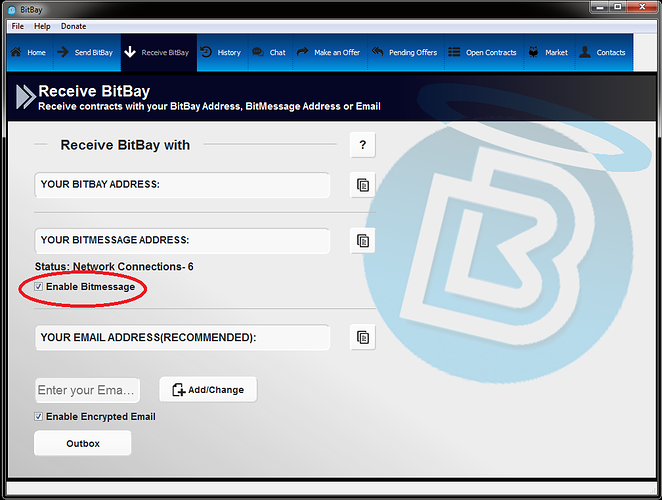 BitBay
File Help Donate
Home Send BitBay Receive BitBay History Chat Make an Offer Pending Offers Open Contracts Market Contacts
Receive BitBay
Receive contracts with your BitBay Address, BitMessage Address or Email
Receive BitBay with ?
YOUR BITBAY ADDRESS:
YOUR BITMESSAGE ADDRESS:
Status: Network Connections- 6
Enable Bitmessage
YOUR EMAIL ADDRESS(RECOMMENDED):
Enter your Ema... Add/Change
Enable Encrypted Email
Outbox